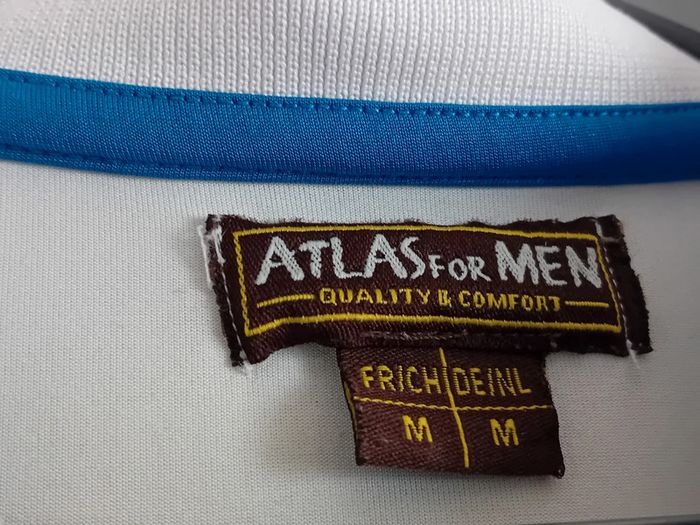 ATLAS FOR MEN
QUALITY & COMFORT
FR/CH DE/NL
M M